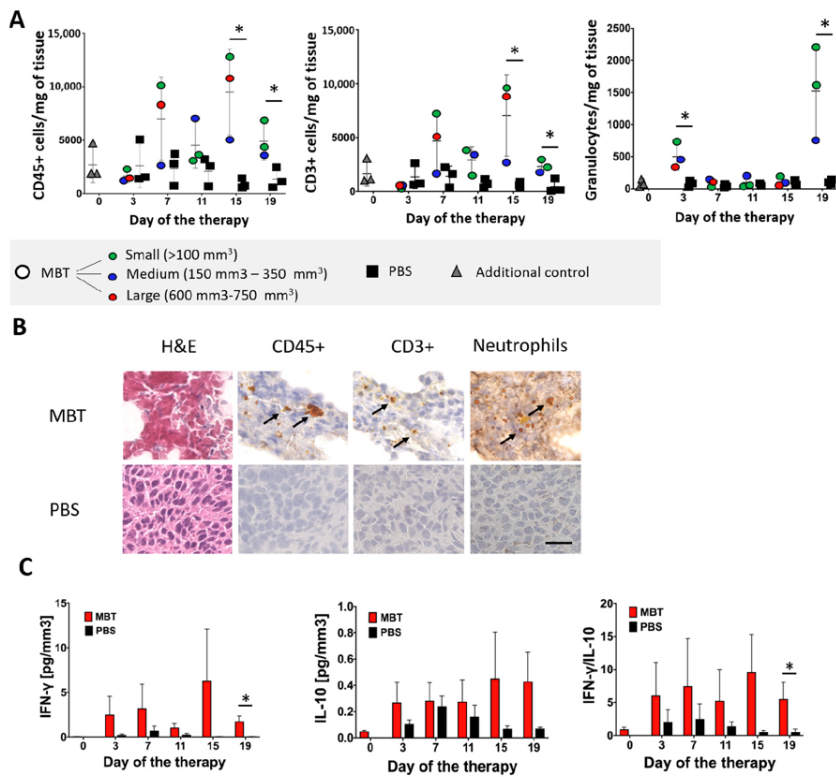 A
CD45+ cells/mg of tissue
15,000
10,000
5000
0
0 3 7 11 15 19
Day of the therapy
*
*
CD3+ cells/mg of tissue
15,000
10,000
5000
0
0 3 7 11 15 19
Day of the therapy
*
*
Granulocytes/mg of tissue
2500
2000
1500
1000
500
0
0 3 7 11 15 19
Day of the therapy
*
*
MBT
Small (>100 mm³)
Medium (150 mm3 – 350 mm³)
Large (600 mm3-750 mm³)
PBS
Additional control
B
H&E CD45+ CD3+ Neutrophils
MBT
PBS
C
IFN-γ [pg/mm3]
15
10
5
0
0 3 7 11 15 19
Day of the therapy
MBT
PBS
*
IL-10 [pg/mm3]
1.0
0.8
0.6
0.4
0.2
0.0
0 3 7 11 15 19
Day of the therapy
MBT
PBS
IFN-γ/IL-10
20
15
10
5
0
0 3 7 11 15 19
Day of the therapy
MBT
PBS
*